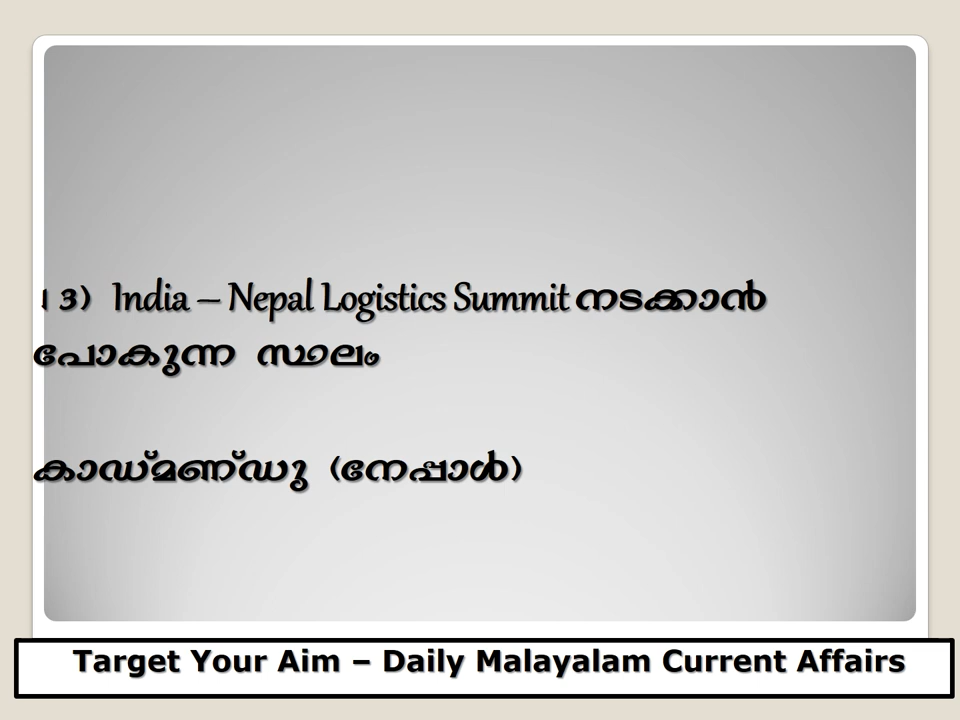 13) India – Nepal Logistics Summit നടക്കാൻ
പോകുന്ന സ്ഥലം
കാഡ്മണ്ഡു (നേപ്പാൾ)
Target Your Aim – Daily Malayalam Current Affairs